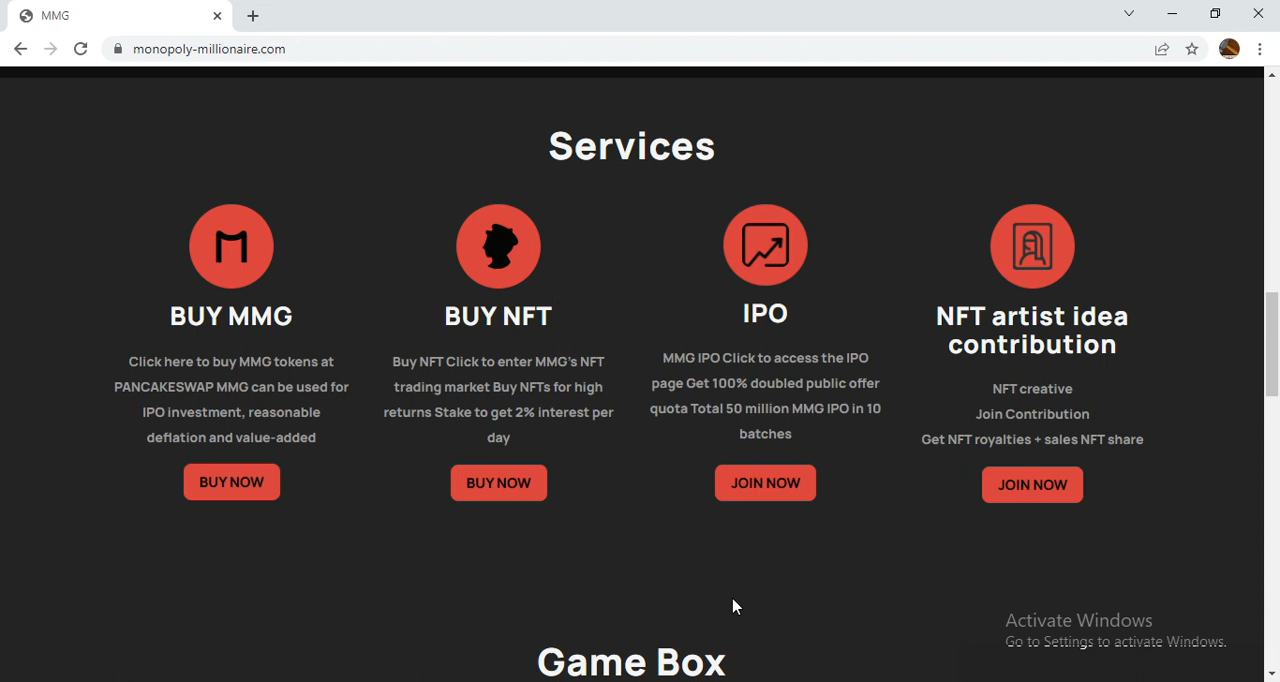 MMG
monopoly-millionaire.com
Services
BUY MMG
Click here to buy MMG tokens at
PANCAKESWAP MMG can be used for
IPO investment, reasonable
deflation and value-added
BUY NOW
BUY NFT
Buy NFT Click to enter MMG's NFT
trading market Buy NFTs for high
returns Stake to get 2% interest per
day
BUY NOW
IPO
MMG IPO Click to access the IPO
page Get 100% doubled public offer
quota Total 50 million MMG IPO in 10
batches
JOIN NOW
NFT artist idea
contribution
NFT creative
Join Contribution
Get NFT royalties + sales NFT share
JOIN NOW
Game Box
Activate Windows
Go to Settings to activate Windows.